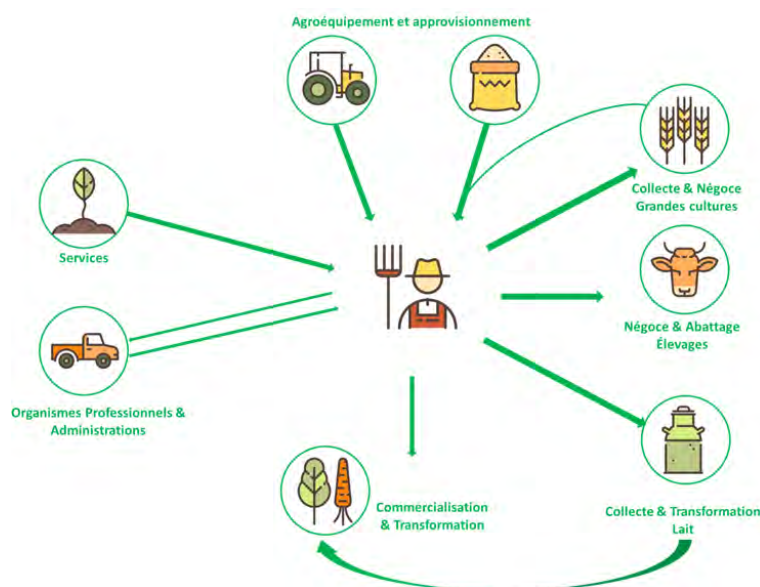 Agroéquipement et approvisionnement
Collecte & Négoce
Grandes cultures
Services
Négoce & Abattage
Élevages
Organismes Professionnels &
Administrations
Commercialisation
& Transformation
Collecte & Transformation
Lait